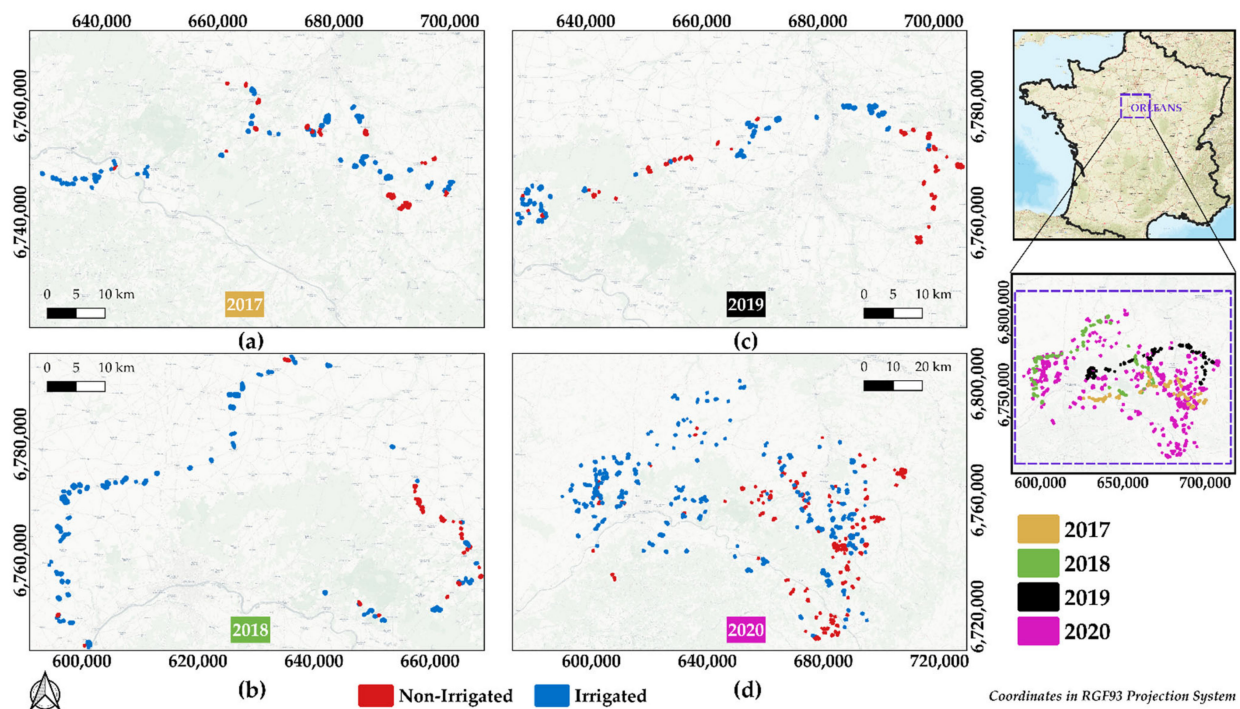 640,000 660,000 680,000 700,000
6,760,000
6,740,000
0 5 10 km
2017
(a)
620,000 640,000 660,000 680,000 700,000
6,780,000
6,760,000
0 5 10 km
2019
(c)
ORLEANS
0 5 10 km
6,780,000
6,760,000
2018
600,000 620,000 640,000 660,000
(b)
0 10 20 km
6,800,000
6,760,000
6,720,000
2020
600,000 640,000 680,000 720,000
(d)
6,800,000
6,750,000
600,000 650,000 700,000
2017
2018
2019
2020
Non-Irrigated Irrigated
Coordinates in RGF93 Projection System